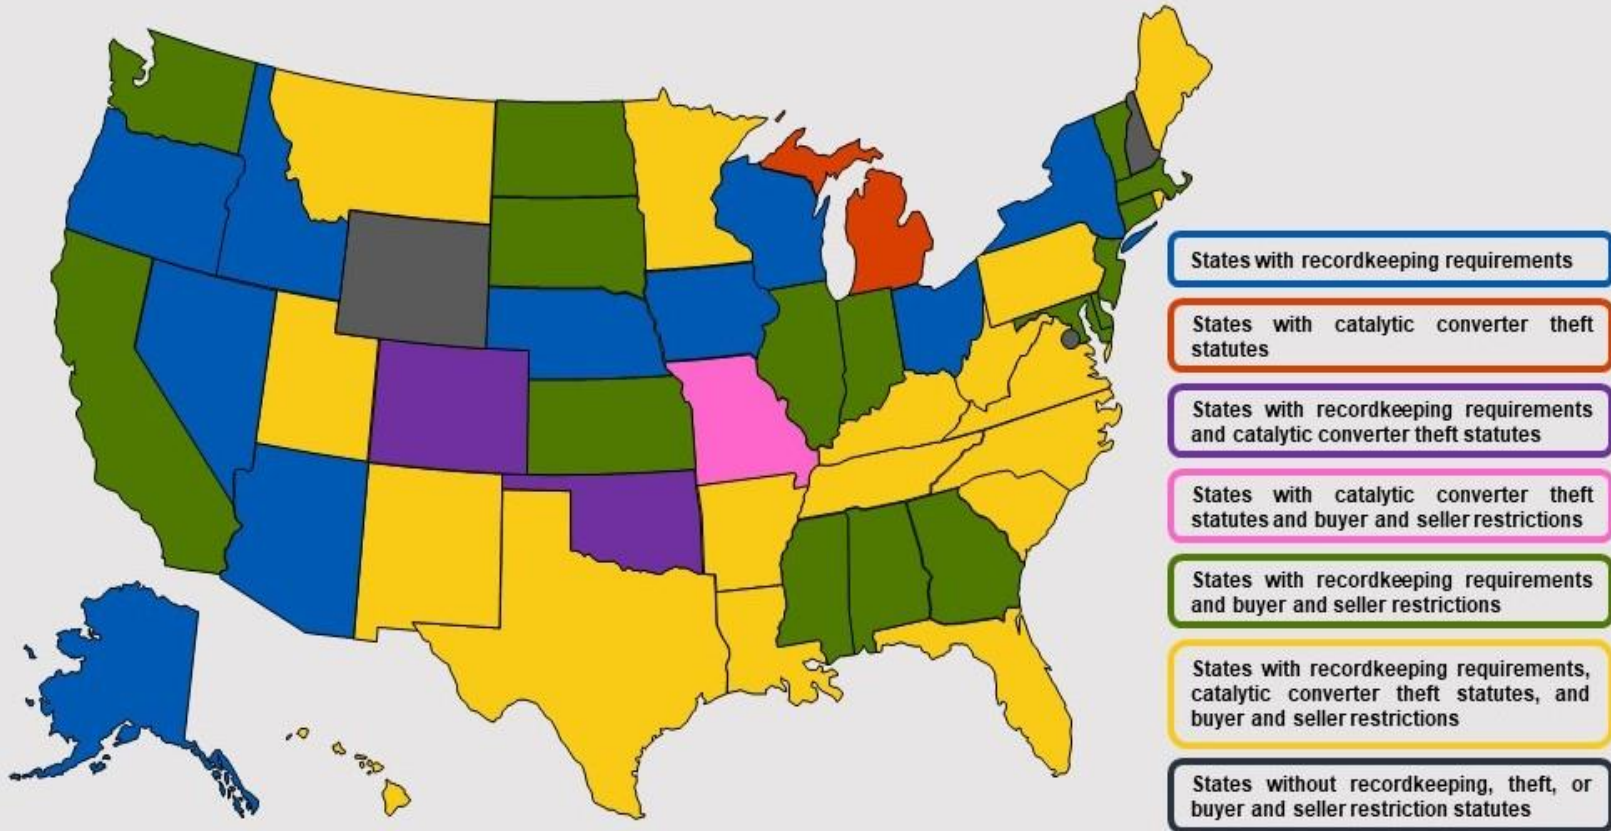 States with recordkeeping requirements
States with catalytic converter theft
statutes
States with recordkeeping requirements
and catalytic converter theft statutes
States with catalytic converter theft
statutes and buyer and seller restrictions
States with recordkeeping requirements
and buyer and seller restrictions
States with recordkeeping requirements,
catalytic converter theft statutes, and
buyer and seller restrictions
States without recordkeeping, theft, or
buyer and seller restriction statutes